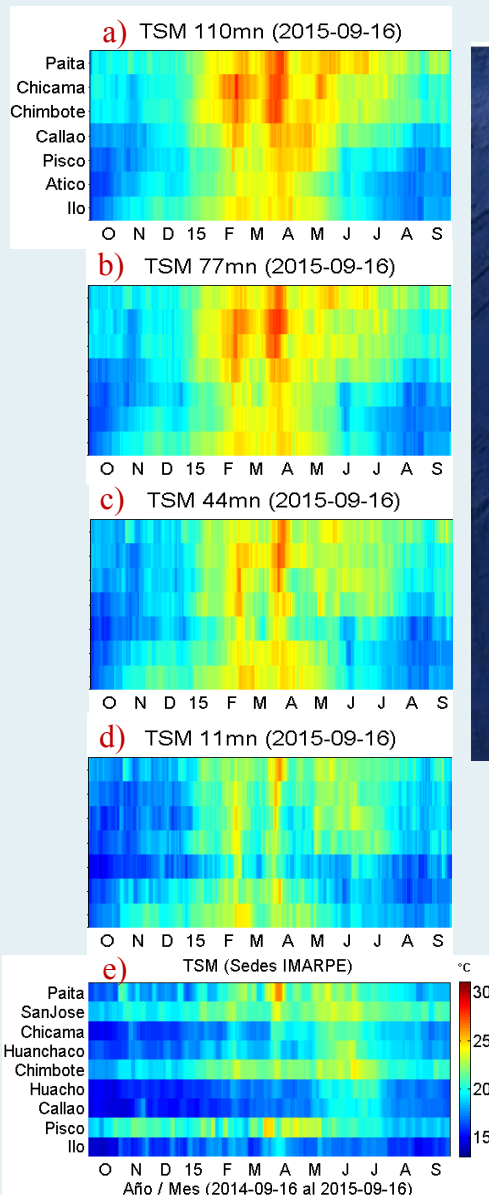 a) TSM 110mn (2015-09-16)
Paita
Chicama
Chimbote
Callao
Pisco
Atico
Ilo
O N D 15 F M A M J J A S
b) TSM 77mn (2015-09-16)
O N D 15 F M A M J J A S
c) TSM 44mn (2015-09-16)
O N D 15 F M A M J J A S
d) TSM 11mn (2015-09-16)
O N D 15 F M A M J J A S
e) TSM (Sedes IMARPE)
°C
Paita
SanJose
Chicama
Huanchaco
Chimbote
Huacho
Callao
Pisco
Ilo
30
25
20
15
O N D 15 F M A M J J A S
Año / Mes (2014-09-16 al 2015-09-16)